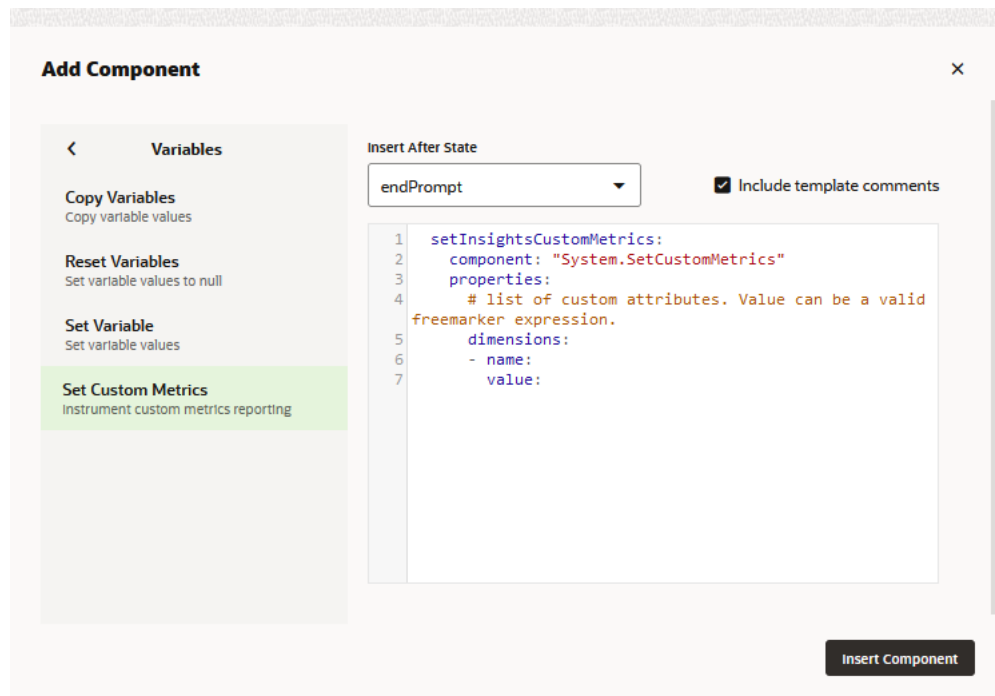 Add Component
Variables
Copy Variables
Copy variable values
Reset Variables
Set variable values to null
Set Variable
Set variable values
Set Custom Metrics
Instrument custom metrics reporting
Insert After State
endPrompt
Include template comments
1 setInsightsCustomMetrics:
2 component: "System.SetCustomMetrics"
3 properties:
4 # list of custom attributes. Value can be a valid
freemarker expression.
5 dimensions:
6 - name:
7 value:
Insert Component